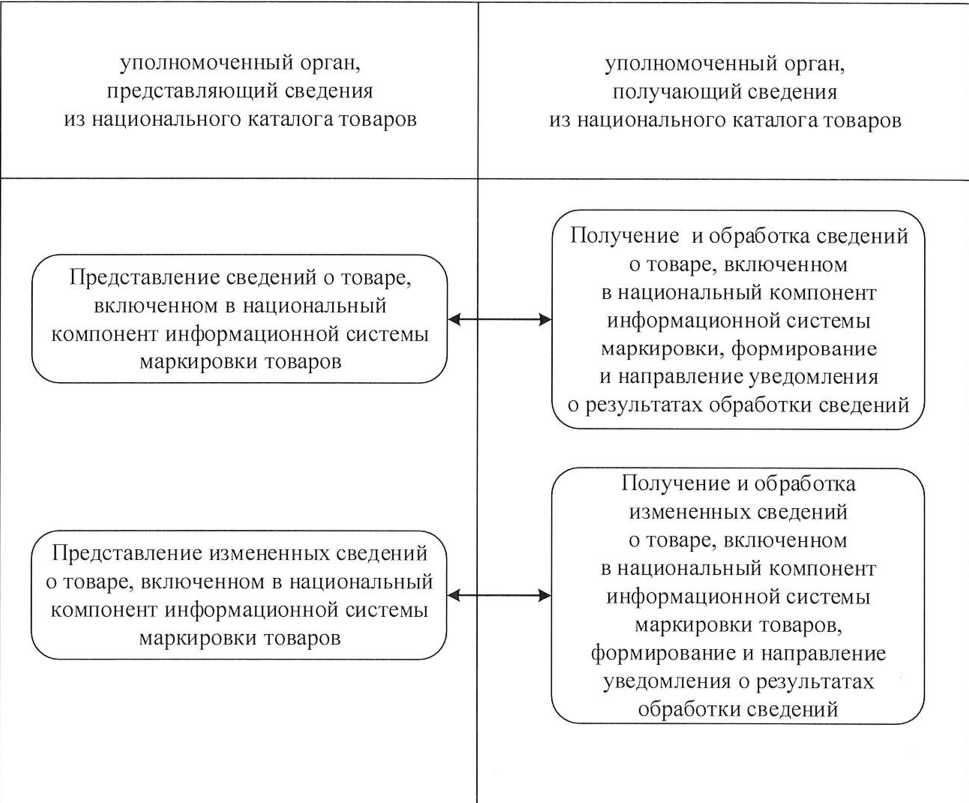 уполномоченный орган,
представляющий сведения
из национального каталога товаров
уполномоченный орган,
получающий сведения
из национального каталога товаров
Представление сведений о товаре,
включенном в национальный
компонент информационной системы
маркировки товаров
Получение и обработка сведений
о товаре, включенном
в национальный компонент
информационной системы
маркировки, формирование
и направление уведомления
о результатах обработки сведений
Представление измененных сведений
о товаре, включенном в национальный
компонент информационной системы
маркировки товаров
Получение и обработка
измененных сведений
о товаре, включенном
в национальный компонент
информационной системы
маркировки товаров,
формирование и направление
уведомления о результатах
обработки сведений